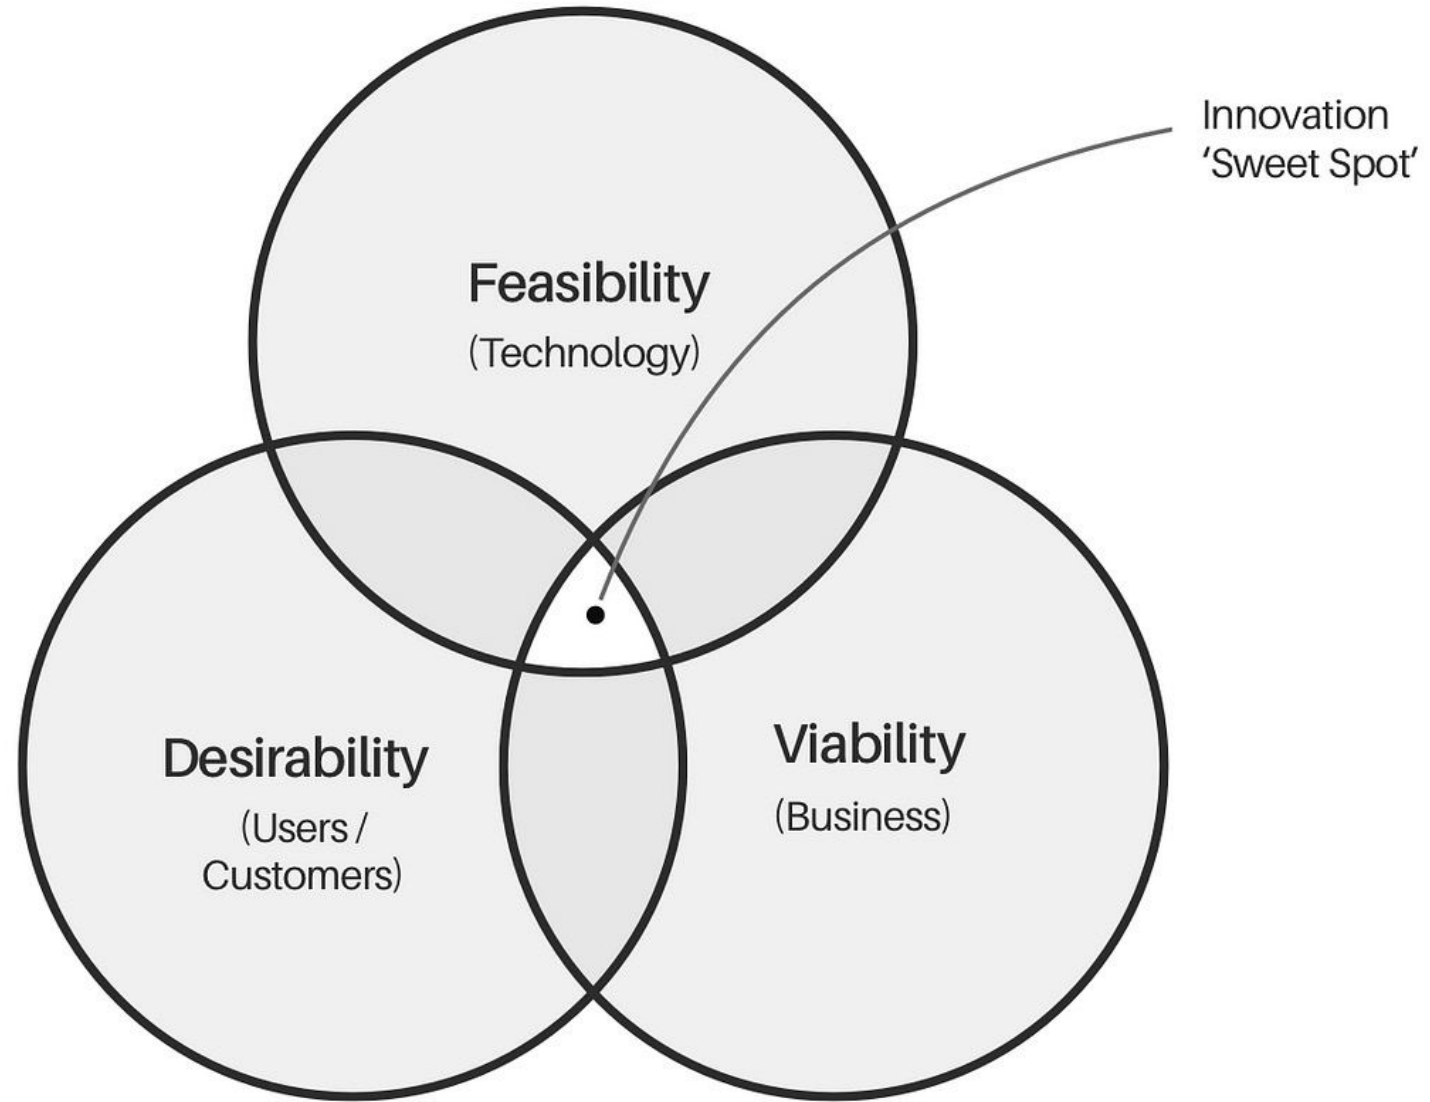 Innovation
‘Sweet Spot’
Feasibility
(Technology)
Desirability
(Users /
Customers)
Viability
(Business)